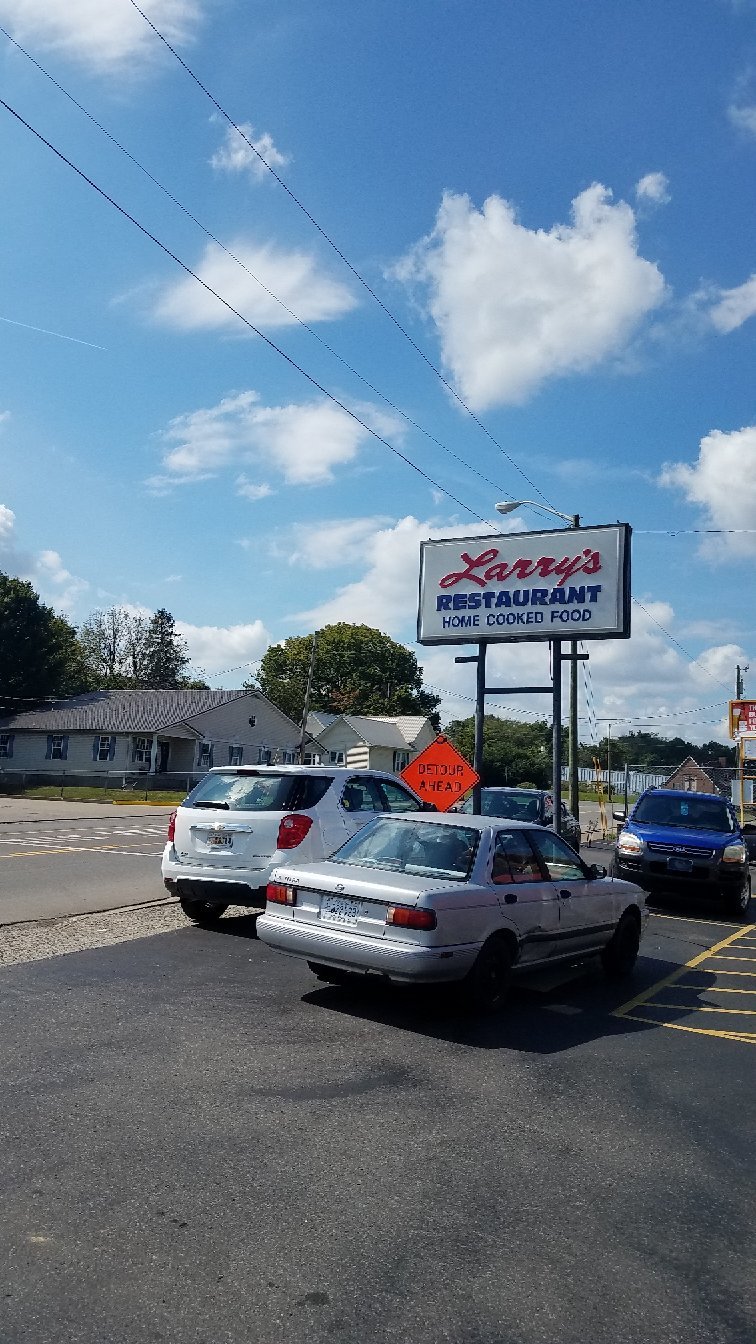 Larry's
RESTAURANT
HOME COOKED FOOD
DETOUR
AHEAD